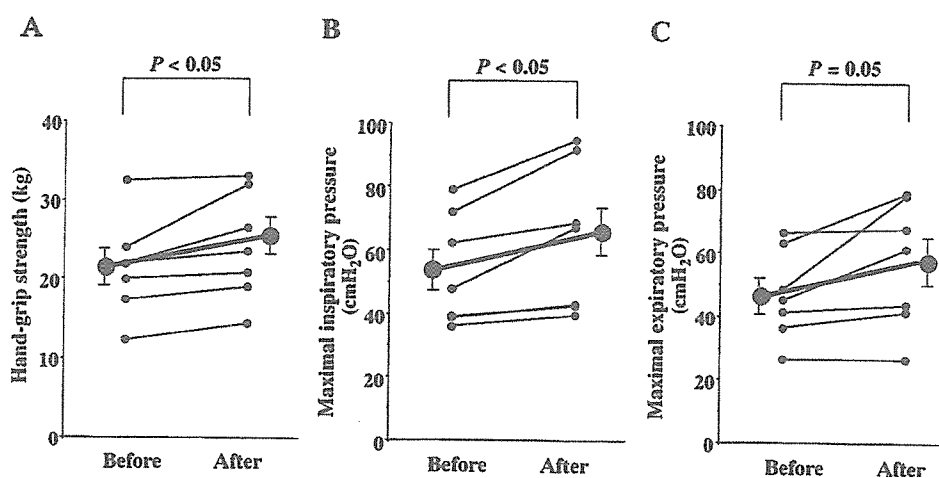 A
P < 0.05
Hand-grip strength (kg)
40
30
20
10
0
Before After
B
P < 0.05
Maximal inspiratory pressure
(cmH₂O)
100
80
60
40
20
0
Before After
C
P = 0.05
Maximal expiratory pressure
(cmH₂O)
100
80
60
40
20
0
Before After